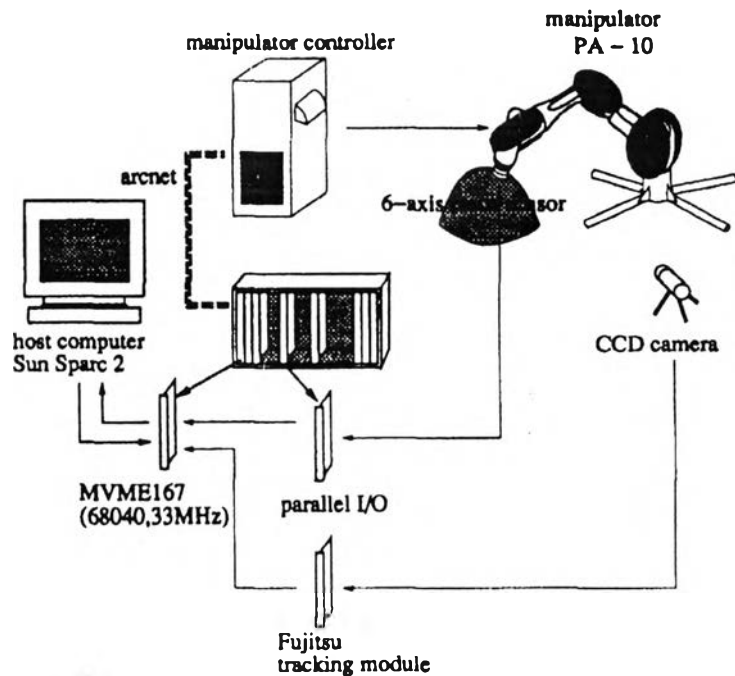 manipulator
PA – 10
manipulator controller
arcnet
6–axis
sensor
host computer
Sun Sparc 2
CCD camera
MVME167
(68040,33MHz)
parallel I/O
Fujitsu
tracking module